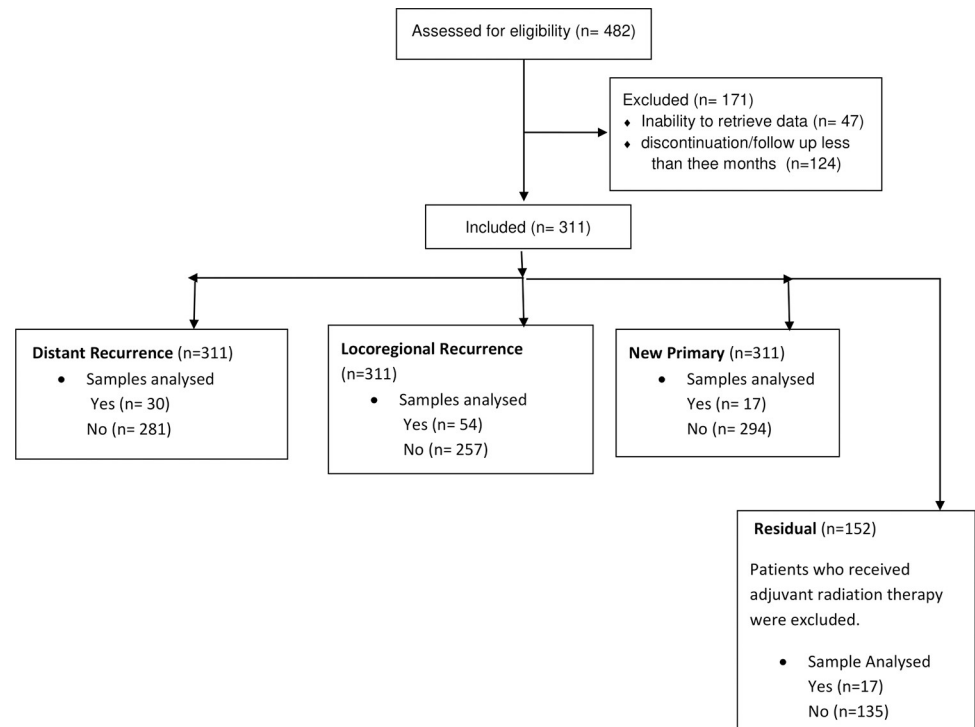 Assessed for eligibility (n= 482)
Excluded (n= 171)
♦ Inability to retrieve data (n= 47)
♦ discontinuation/follow up less
than thee months (n=124)
Included (n= 311)
Distant Recurrence (n=311)
• Samples analysed
Yes (n= 30)
No (n= 281)
Locoregional Recurrence
(n=311)
• Samples analysed
Yes (n= 54)
No (n= 257)
New Primary (n=311)
• Samples analysed
Yes (n= 17)
No (n= 294)
Residual (n=152)
Patients who received
adjuvant radiation therapy
were excluded.
• Sample Analysed
Yes (n=17)
No (n=135)